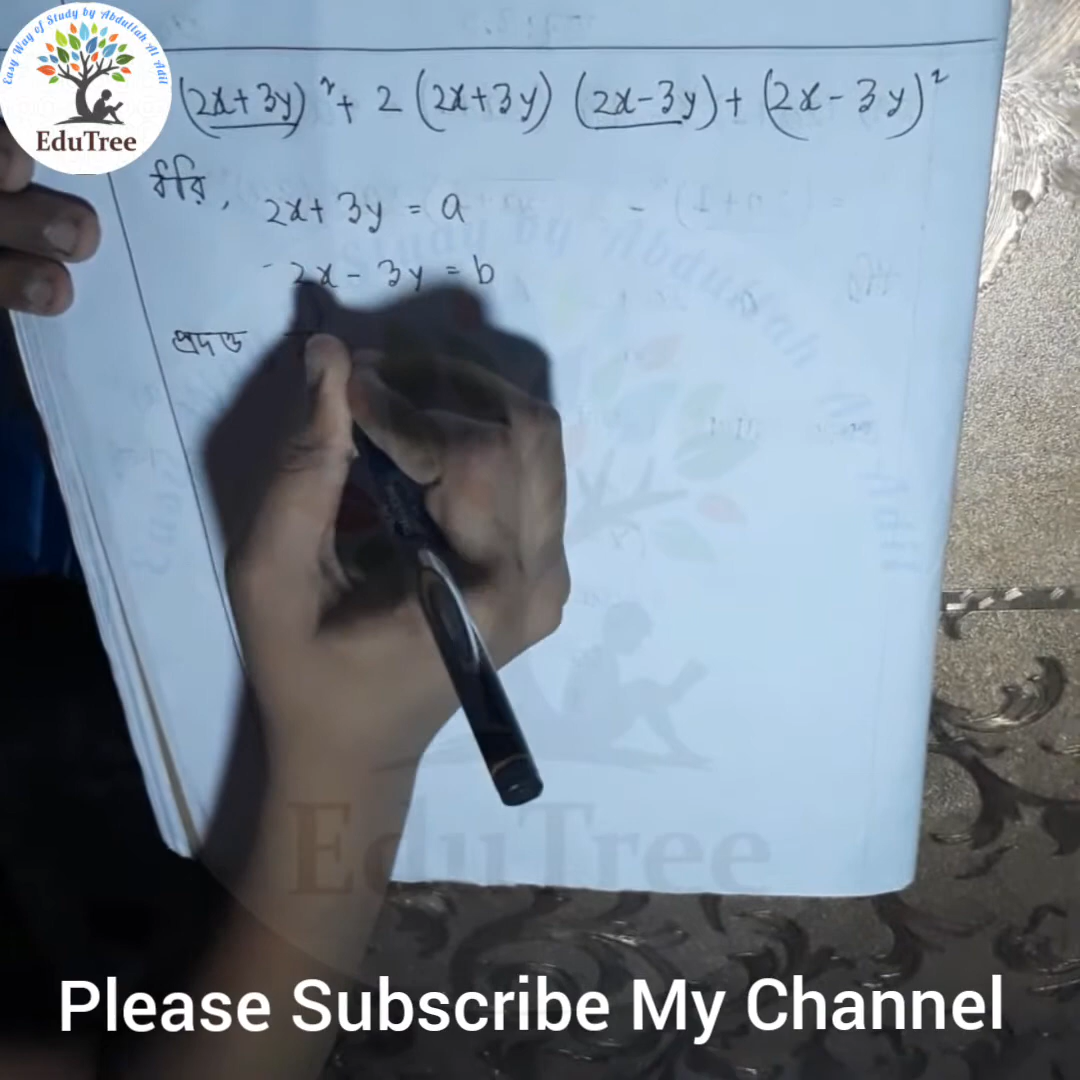 Easy Way of Study by Abdullah Al Adil
EduTree
(2x+3y)²+ 2 (2x+3y) (2x-3y)+ (2x-3y)²
ধরি, 2x+3y = a
2x-3y = b
প্রদত্ত
EduTree
Please Subscribe My Channel